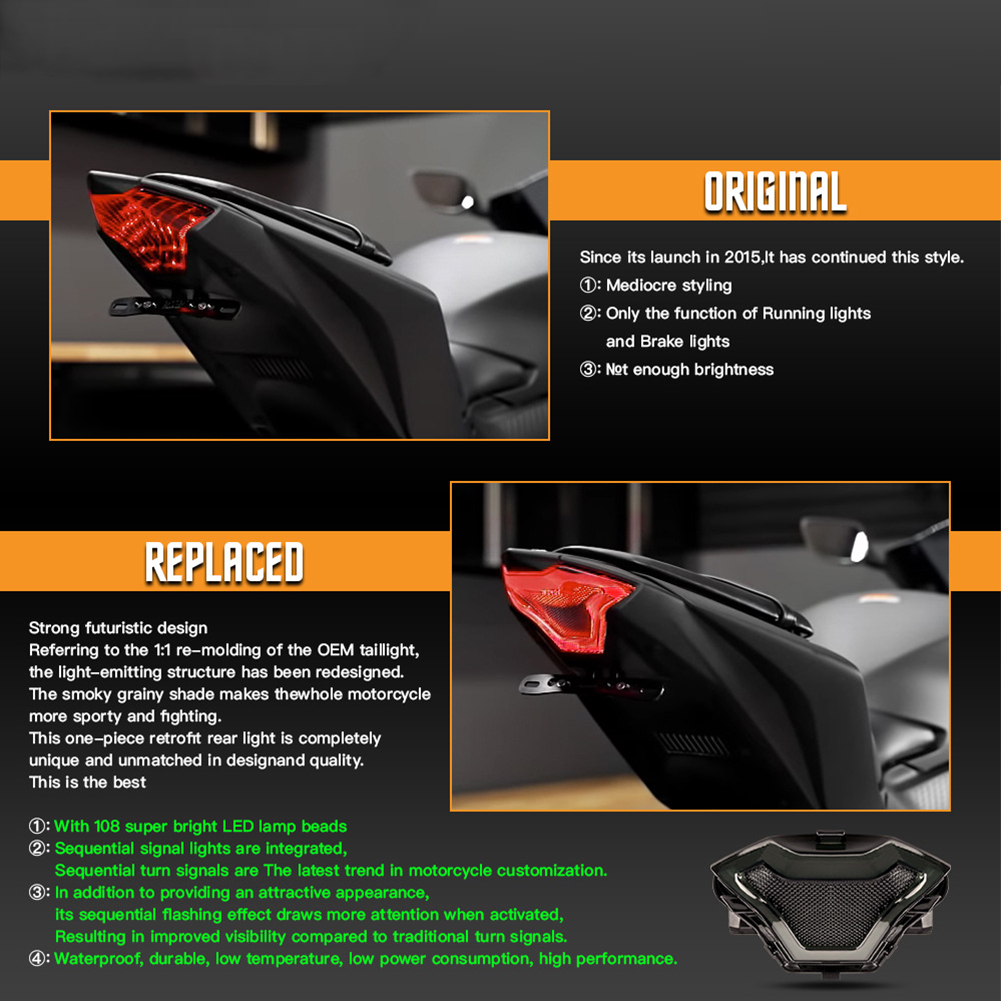 ORIGINAL
Since its launch in 2015,It has continued this style.
①: Mediocre styling
②: Only the function of Running lights
and Brake lights
③: Not enough brightness
REPLACED
Strong futuristic design
Referring to the 1:1 re-molding of the OEM taillight,
the light-emitting structure has been redesigned.
The smoky grainy shade makes thewhole motorcycle
more sporty and fighting.
This one-piece retrofit rear light is completely
unique and unmatched in designand quality.
This is the best
①: With 108 super bright LED lamp beads
②: Sequential signal lights are integrated,
Sequential turn signals are The latest trend in motorcycle customization.
③: In addition to providing an attractive appearance,
its sequential flashing effect draws more attention when activated,
Resulting in improved visibility compared to traditional turn signals.
④: Waterproof, durable, low temperature, low power consumption, high performance.